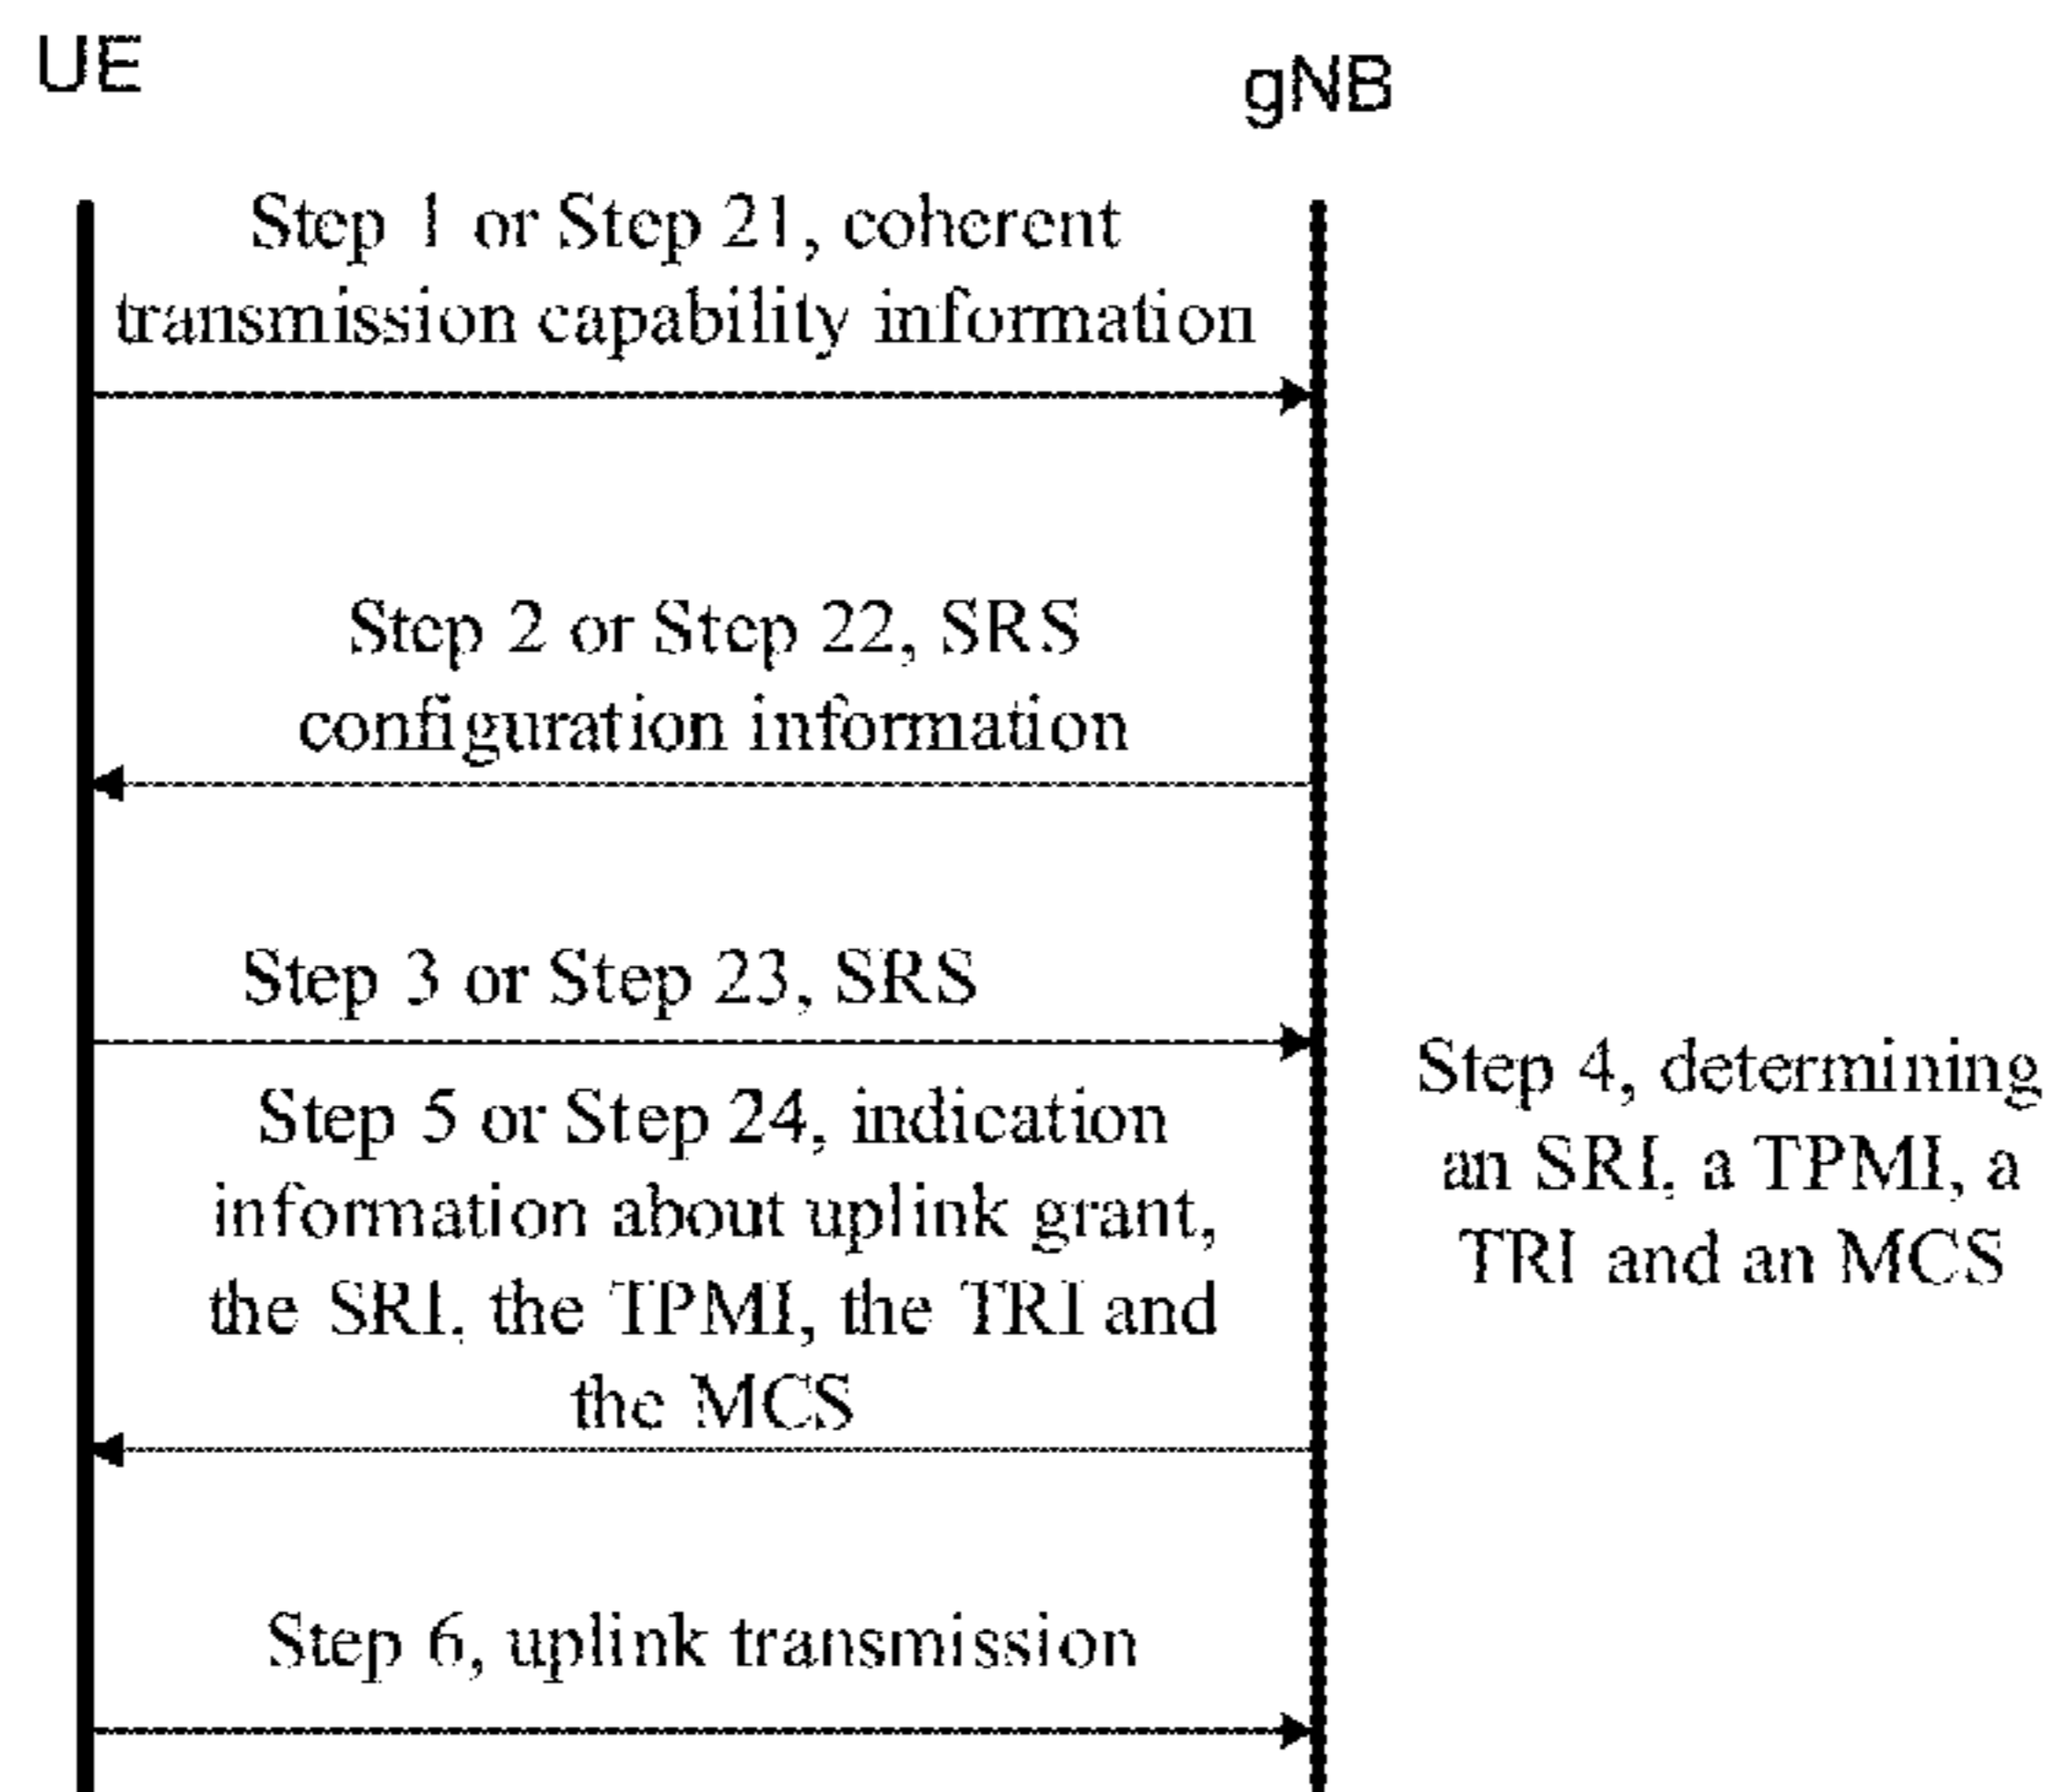 UE
gNB
Step 1 or Step 21, coherent
transmission capability information
Step 2 or Step 22, SRS
configuration information
Step 3 or Step 23, SRS
Step 4, determining
an SRI, a TPMI, a
TRI and an MCS
Step 5 or Step 24, indication
information about uplink grant,
the SRI, the TPMI, the TRI and
the MCS
Step 6, uplink transmission